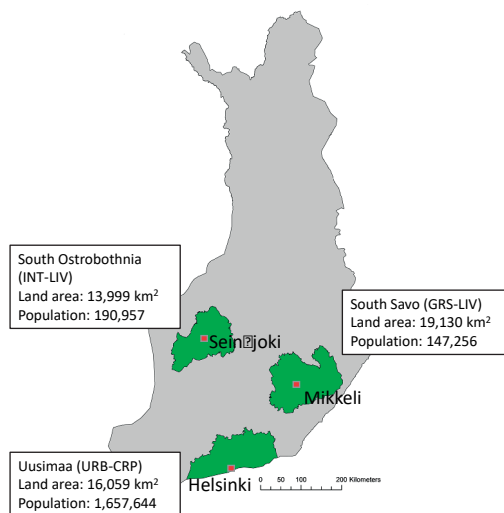 South Ostrobothnia
(INT-LIV)
Land area: 13,999 km²
Population: 190,957
South Savo (GRS-LIV)
Land area: 19,130 km²
Population: 147,256
Sein�joki
Mikkeli
Uusimaa (URB-CRP)
Land area: 16,059 km²
Population: 1,657,644
Helsinki
0 50 100 200 Kilometers